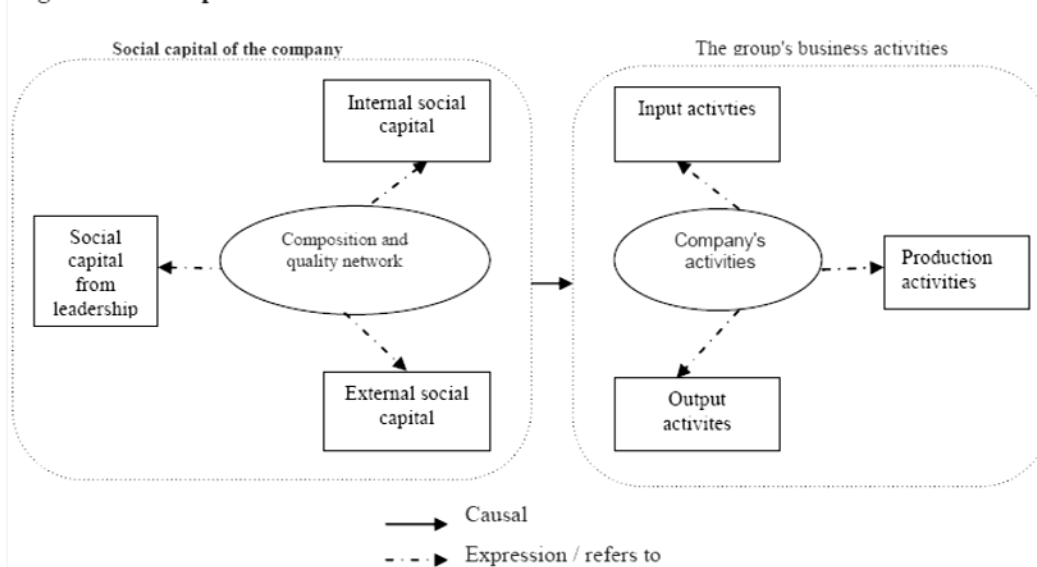 Social capital of the company
The group's business activities
Internal social
capital
Input activties
Social
capital
from
leadership
Composition and
quality network
Company's
activities
Production
activities
External social
capital
Output
activites
Causal
Expression / refers to